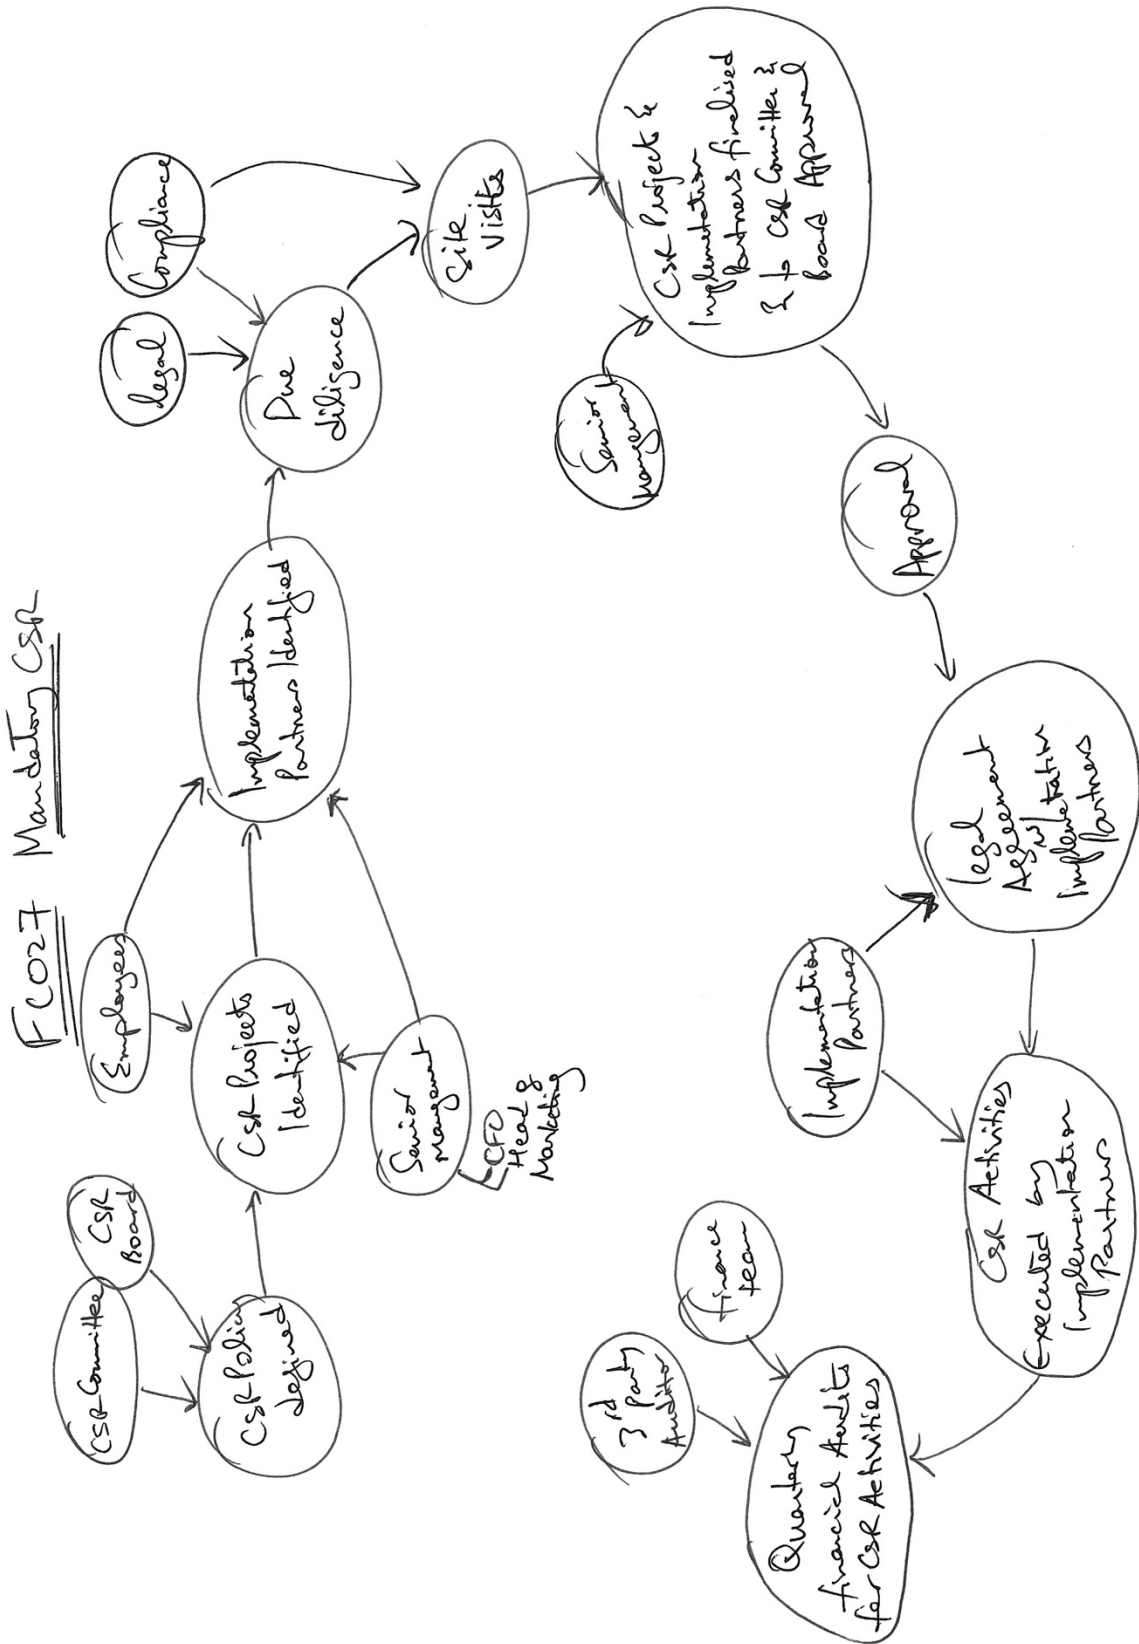 FC027 Mandatory CSR
CSR Committee
CSR
Board
CSR Policy
defined
Employees
CSR Projects
Identified
Senior
Management
CFO
Head of
Marketing
Implementation
Partners Identified
Legal
Compliance
Due
diligence
Site
Visits
Senior
Management
CSR Projects &
Implementation
Partners finalised
& to CSR Committee &
Board Approval
Approval
Legal
Agreement
w/
Implementation
Partners
Implementation
Partners
CSR Activities
Executed by
Implementation
Partners
Finance
team
3rd
Party
Auditor
Quarterly
financial Audits
for CSR Activities